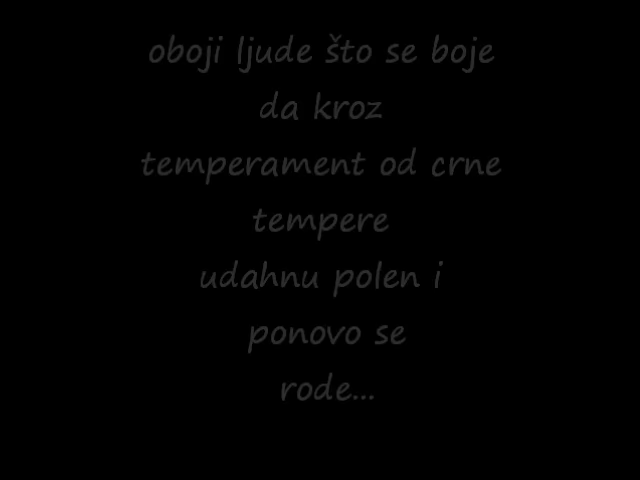 oboji ljude što se boje
da kroz
temperament od crne
tempere
udahnu polen i
ponovo se
rode...